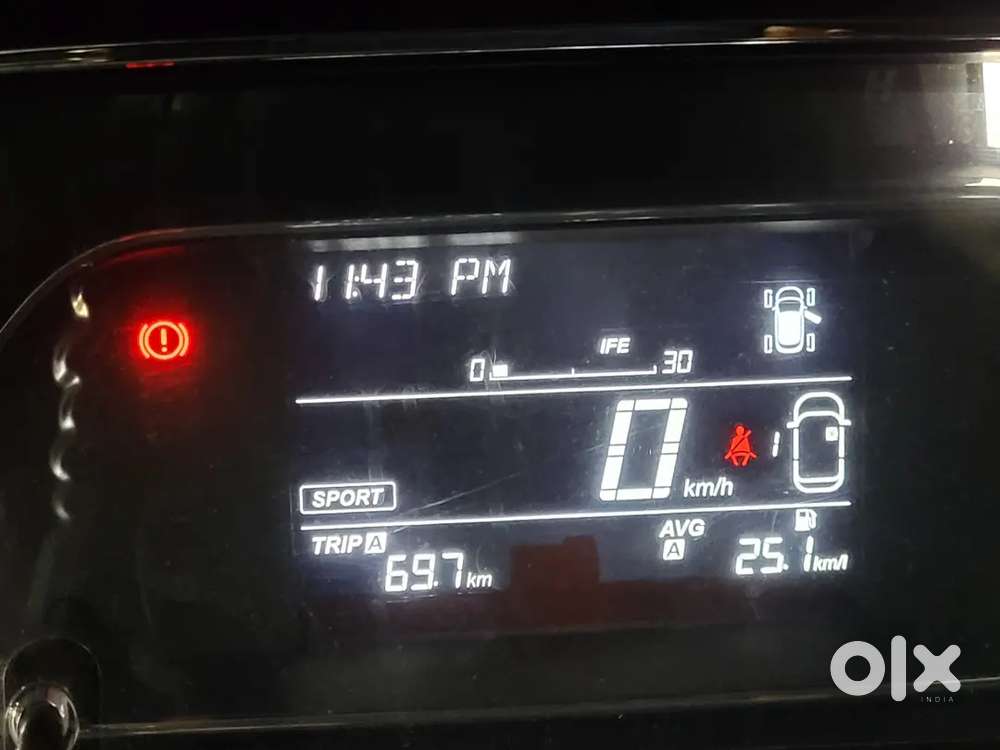 11:43 PM
IFE
0 30
0 km/h
1
SPORT
TRIP A
69.7 km
AVG
A
25.1 km/l
olx
INDIA